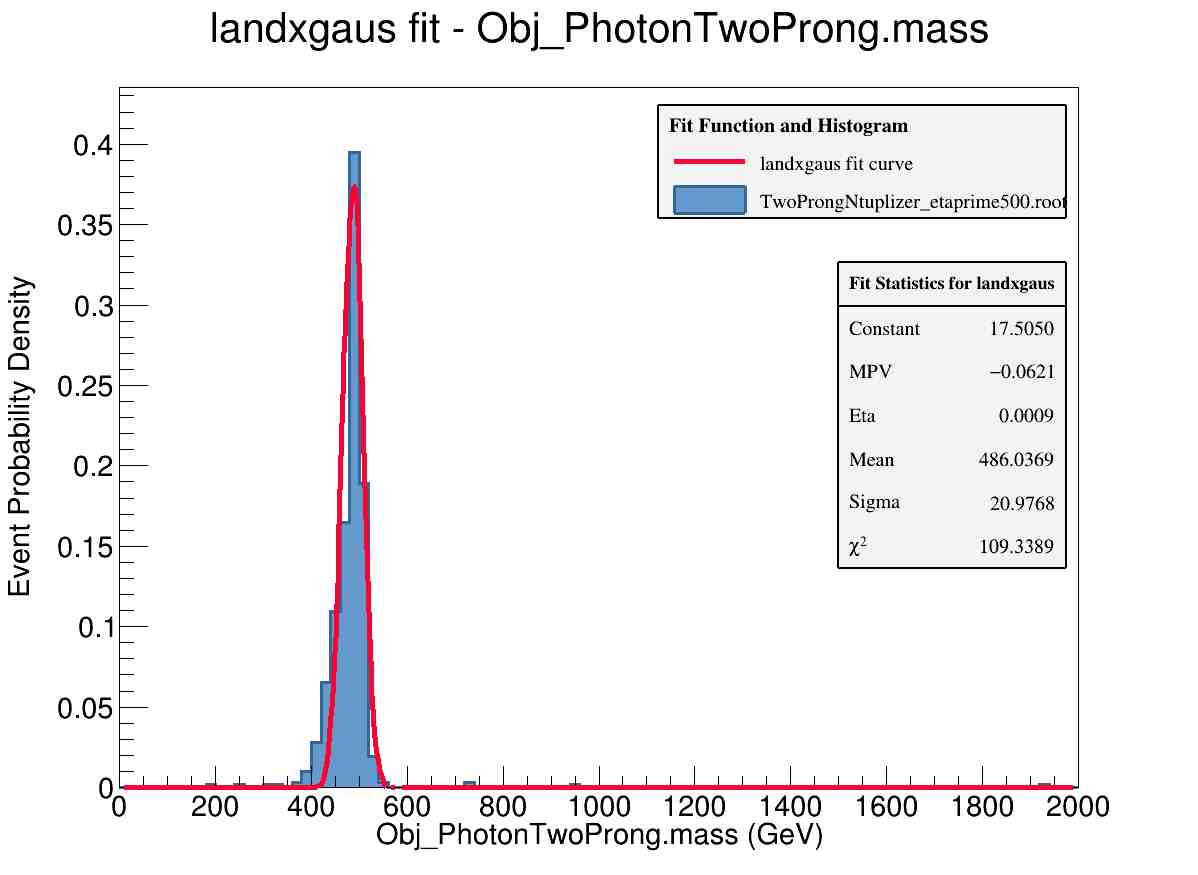 landxgaus fit - Obj_PhotonTwoProng.mass
Fit Function and Histogram
landxgaus fit curve
TwoProngNtuplizer_etaprime500.root
Fit Statistics for landxgaus
Constant 17.5050
MPV −0.0621
Eta 0.0009
Mean 486.0369
Sigma 20.9768
χ² 109.3389
Event Probability Density
0.4
0.35
0.3
0.25
0.2
0.15
0.1
0.05
0
0 200 400 600 800 1000 1200 1400 1600 1800 2000
Obj_PhotonTwoProng.mass (GeV)